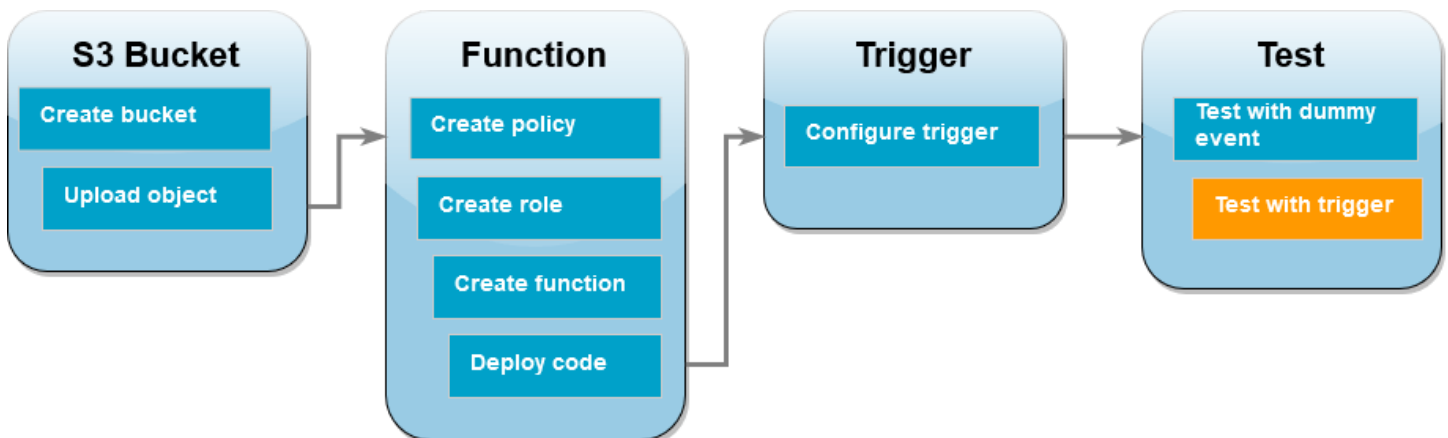 S3 Bucket
Create bucket
Upload object
Function
Create policy
Create role
Create function
Deploy code
Trigger
Configure trigger
Test
Test with dummy
event
Test with trigger